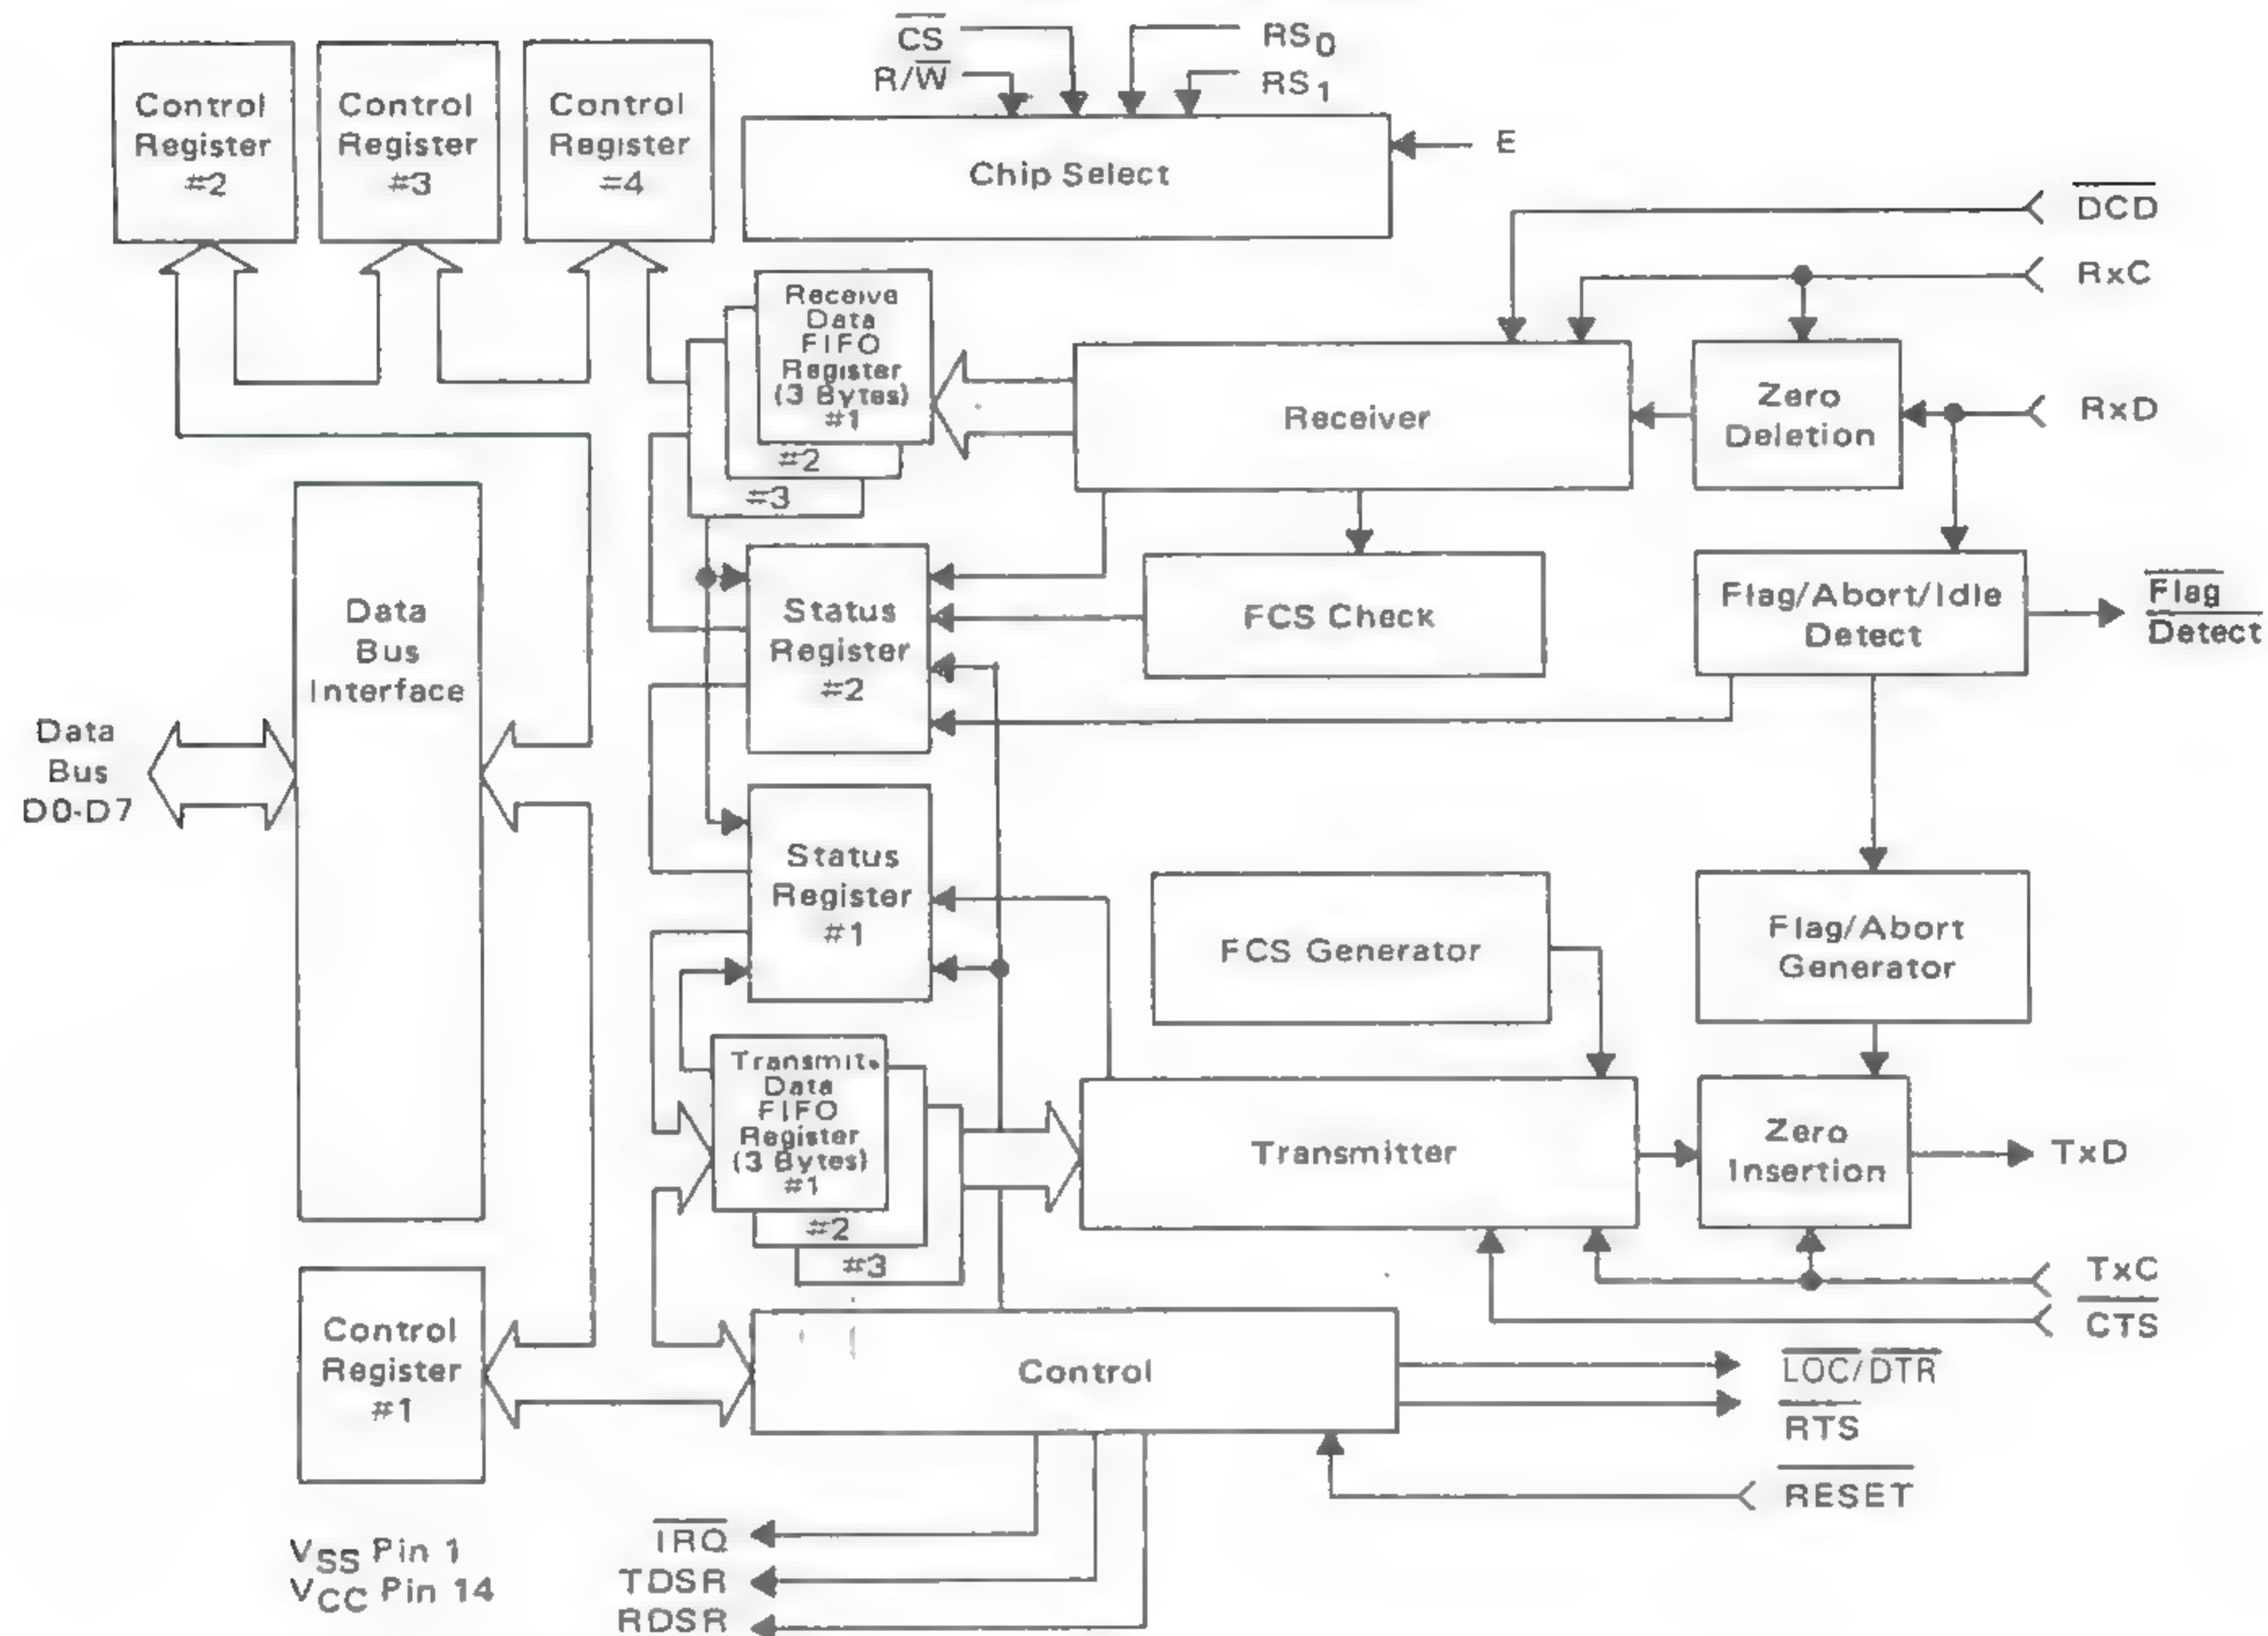 CS
R/W
RS0
RS1
E
Control
Register
#2
Control
Register
#3
Control
Register
=4
Chip Select
DCD
RxC
RxD
Receive
Data
FIFO
Register
(3 Bytes)
#1
#2
=3
Receiver
Zero
Deletion
Data
Bus
Interface
Status
Register
#2
FCS Check
Flag/Abort/Idle
Detect
Flag
Detect
Data
Bus
D0-D7
Status
Register
#1
FCS Generator
Flag/Abort
Generator
Transmit
Data
FIFO
Register
(3 Bytes)
#1
#2
#3
Transmitter
Zero
Insertion
TxD
TxC
CTS
Control
Register
#1
Control
LOC/DTR
RTS
RESET
IRQ
TDSR
RDSR
VSS Pin 1
VCC Pin 14